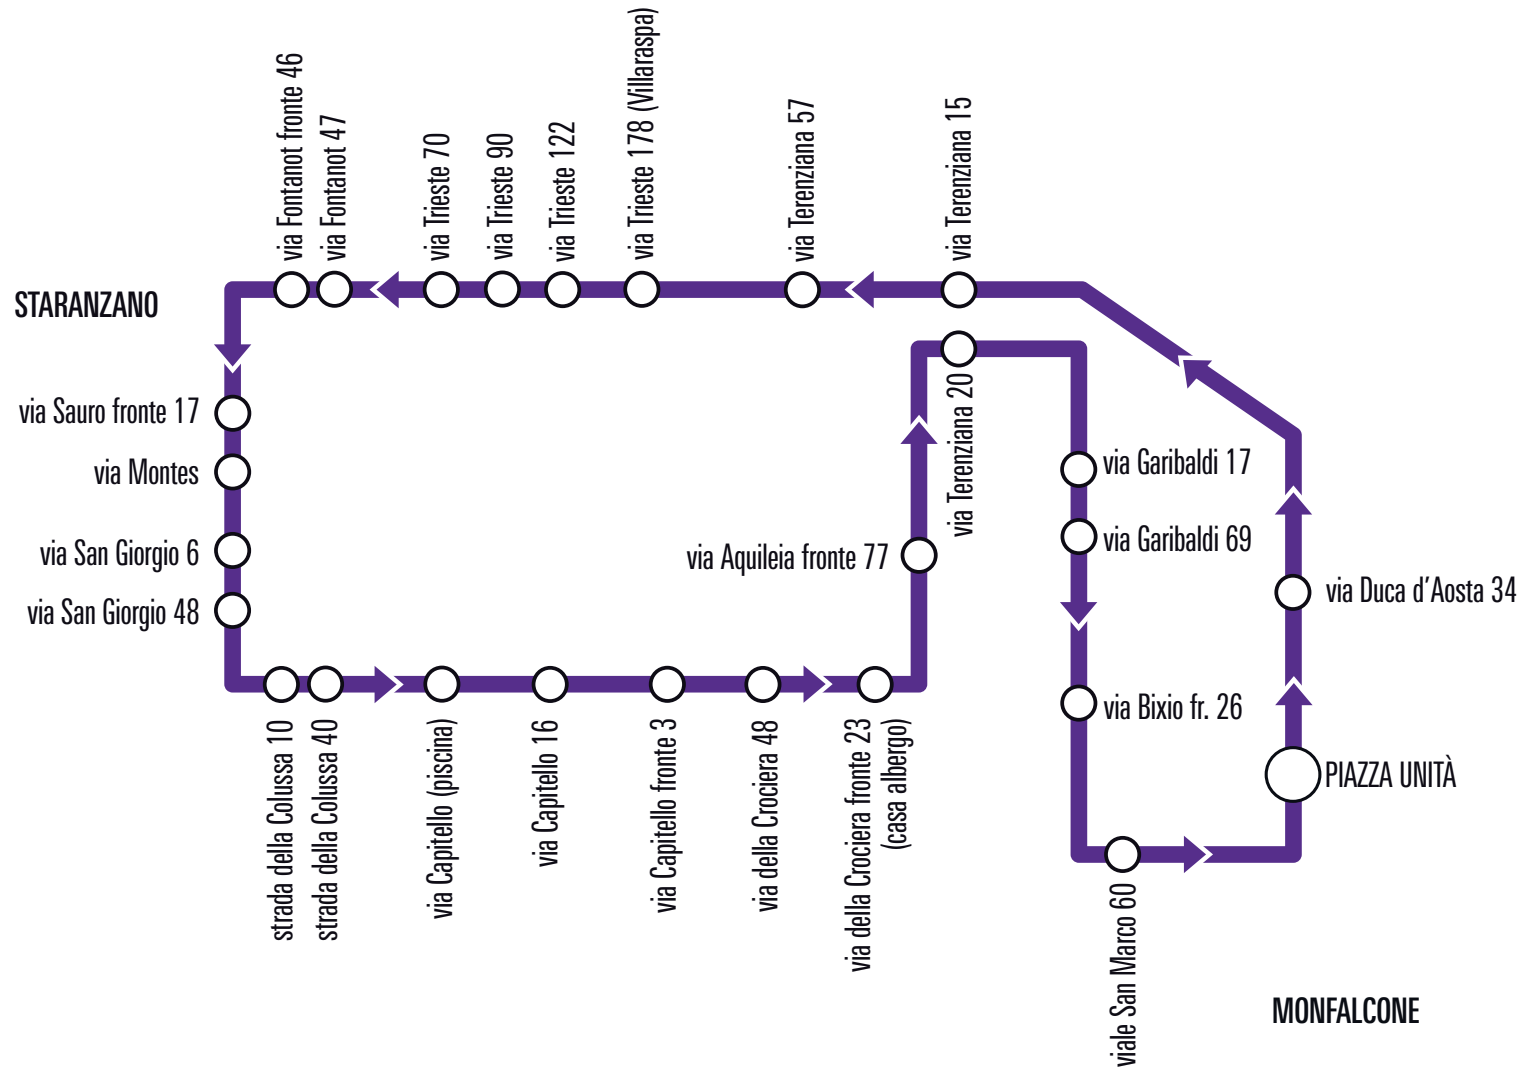 via Fontanot fronte 46
via Fontanot 47
via Trieste 70
via Trieste 90
via Trieste 122
via Trieste 178 (Villaraspa)
via Terenziana 57
via Terenziana 15
STARANZANO
via Sauro fronte 17
via Montes
via San Giorgio 6
via San Giorgio 48
strada della Colussa 10
strada della Colussa 40
via Capitello (piscina)
via Capitello 16
via Capitello fronte 3
via della Crociera 48
via della Crociera fronte 23
(casa albergo)
via Aquileia fronte 77
via Terenziana 20
via Garibaldi 17
via Garibaldi 69
via Bixio fr. 26
viale San Marco 60
PIAZZA UNITÀ
via Duca d'Aosta 34
MONFALCONE